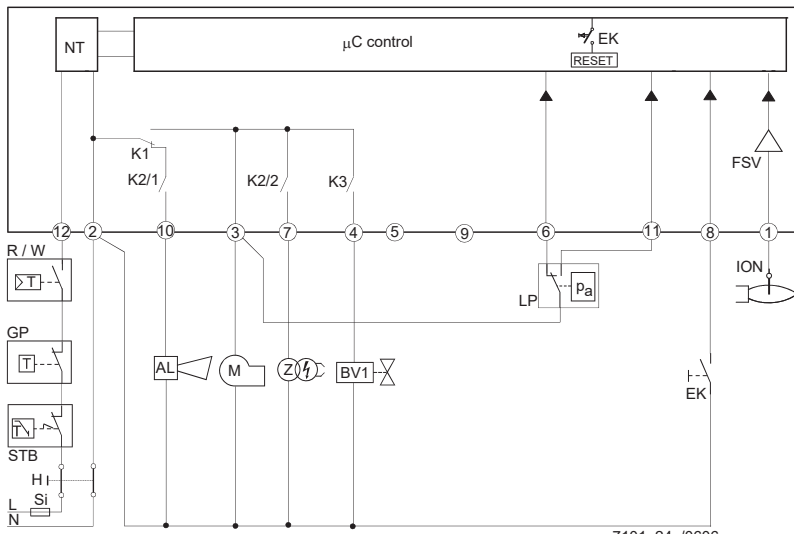 NT
µC control
EK
RESET
K1
K2/1
K2/2
K3
FSV
12
2
10
3
7
4
5
9
6
11
8
1
R / W
T
LP
pa
ION
GP
T
AL
M
Z
BV1
EK
T
STB
H
L
Si
N